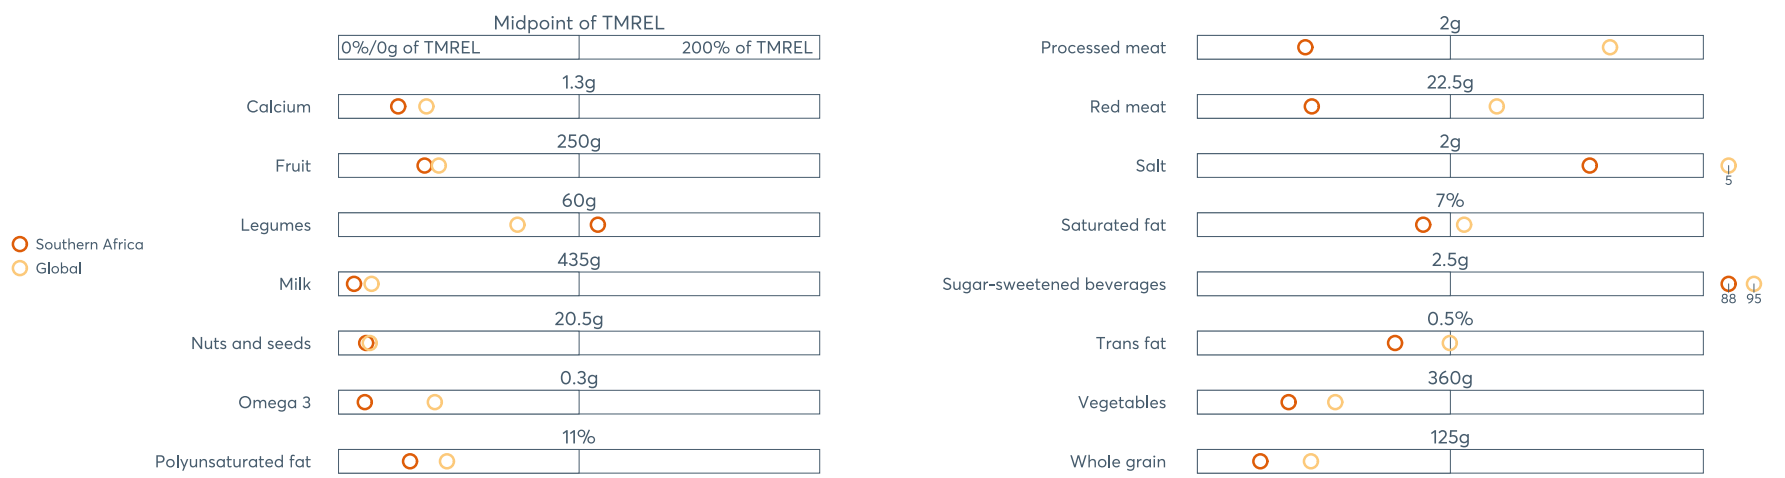 Southern Africa
Global
Midpoint of TMREL
0%/0g of TMREL 200% of TMREL
Calcium 1.3g
Fruit 250g
Legumes 60g
Milk 435g
Nuts and seeds 20.5g
Omega 3 0.3g
Polyunsaturated fat 11%
Processed meat 2g
Red meat 22.5g
Salt 2g
5
Saturated fat 7%
Sugar-sweetened beverages 2.5g
88 95
Trans fat 0.5%
Vegetables 360g
Whole grain 125g